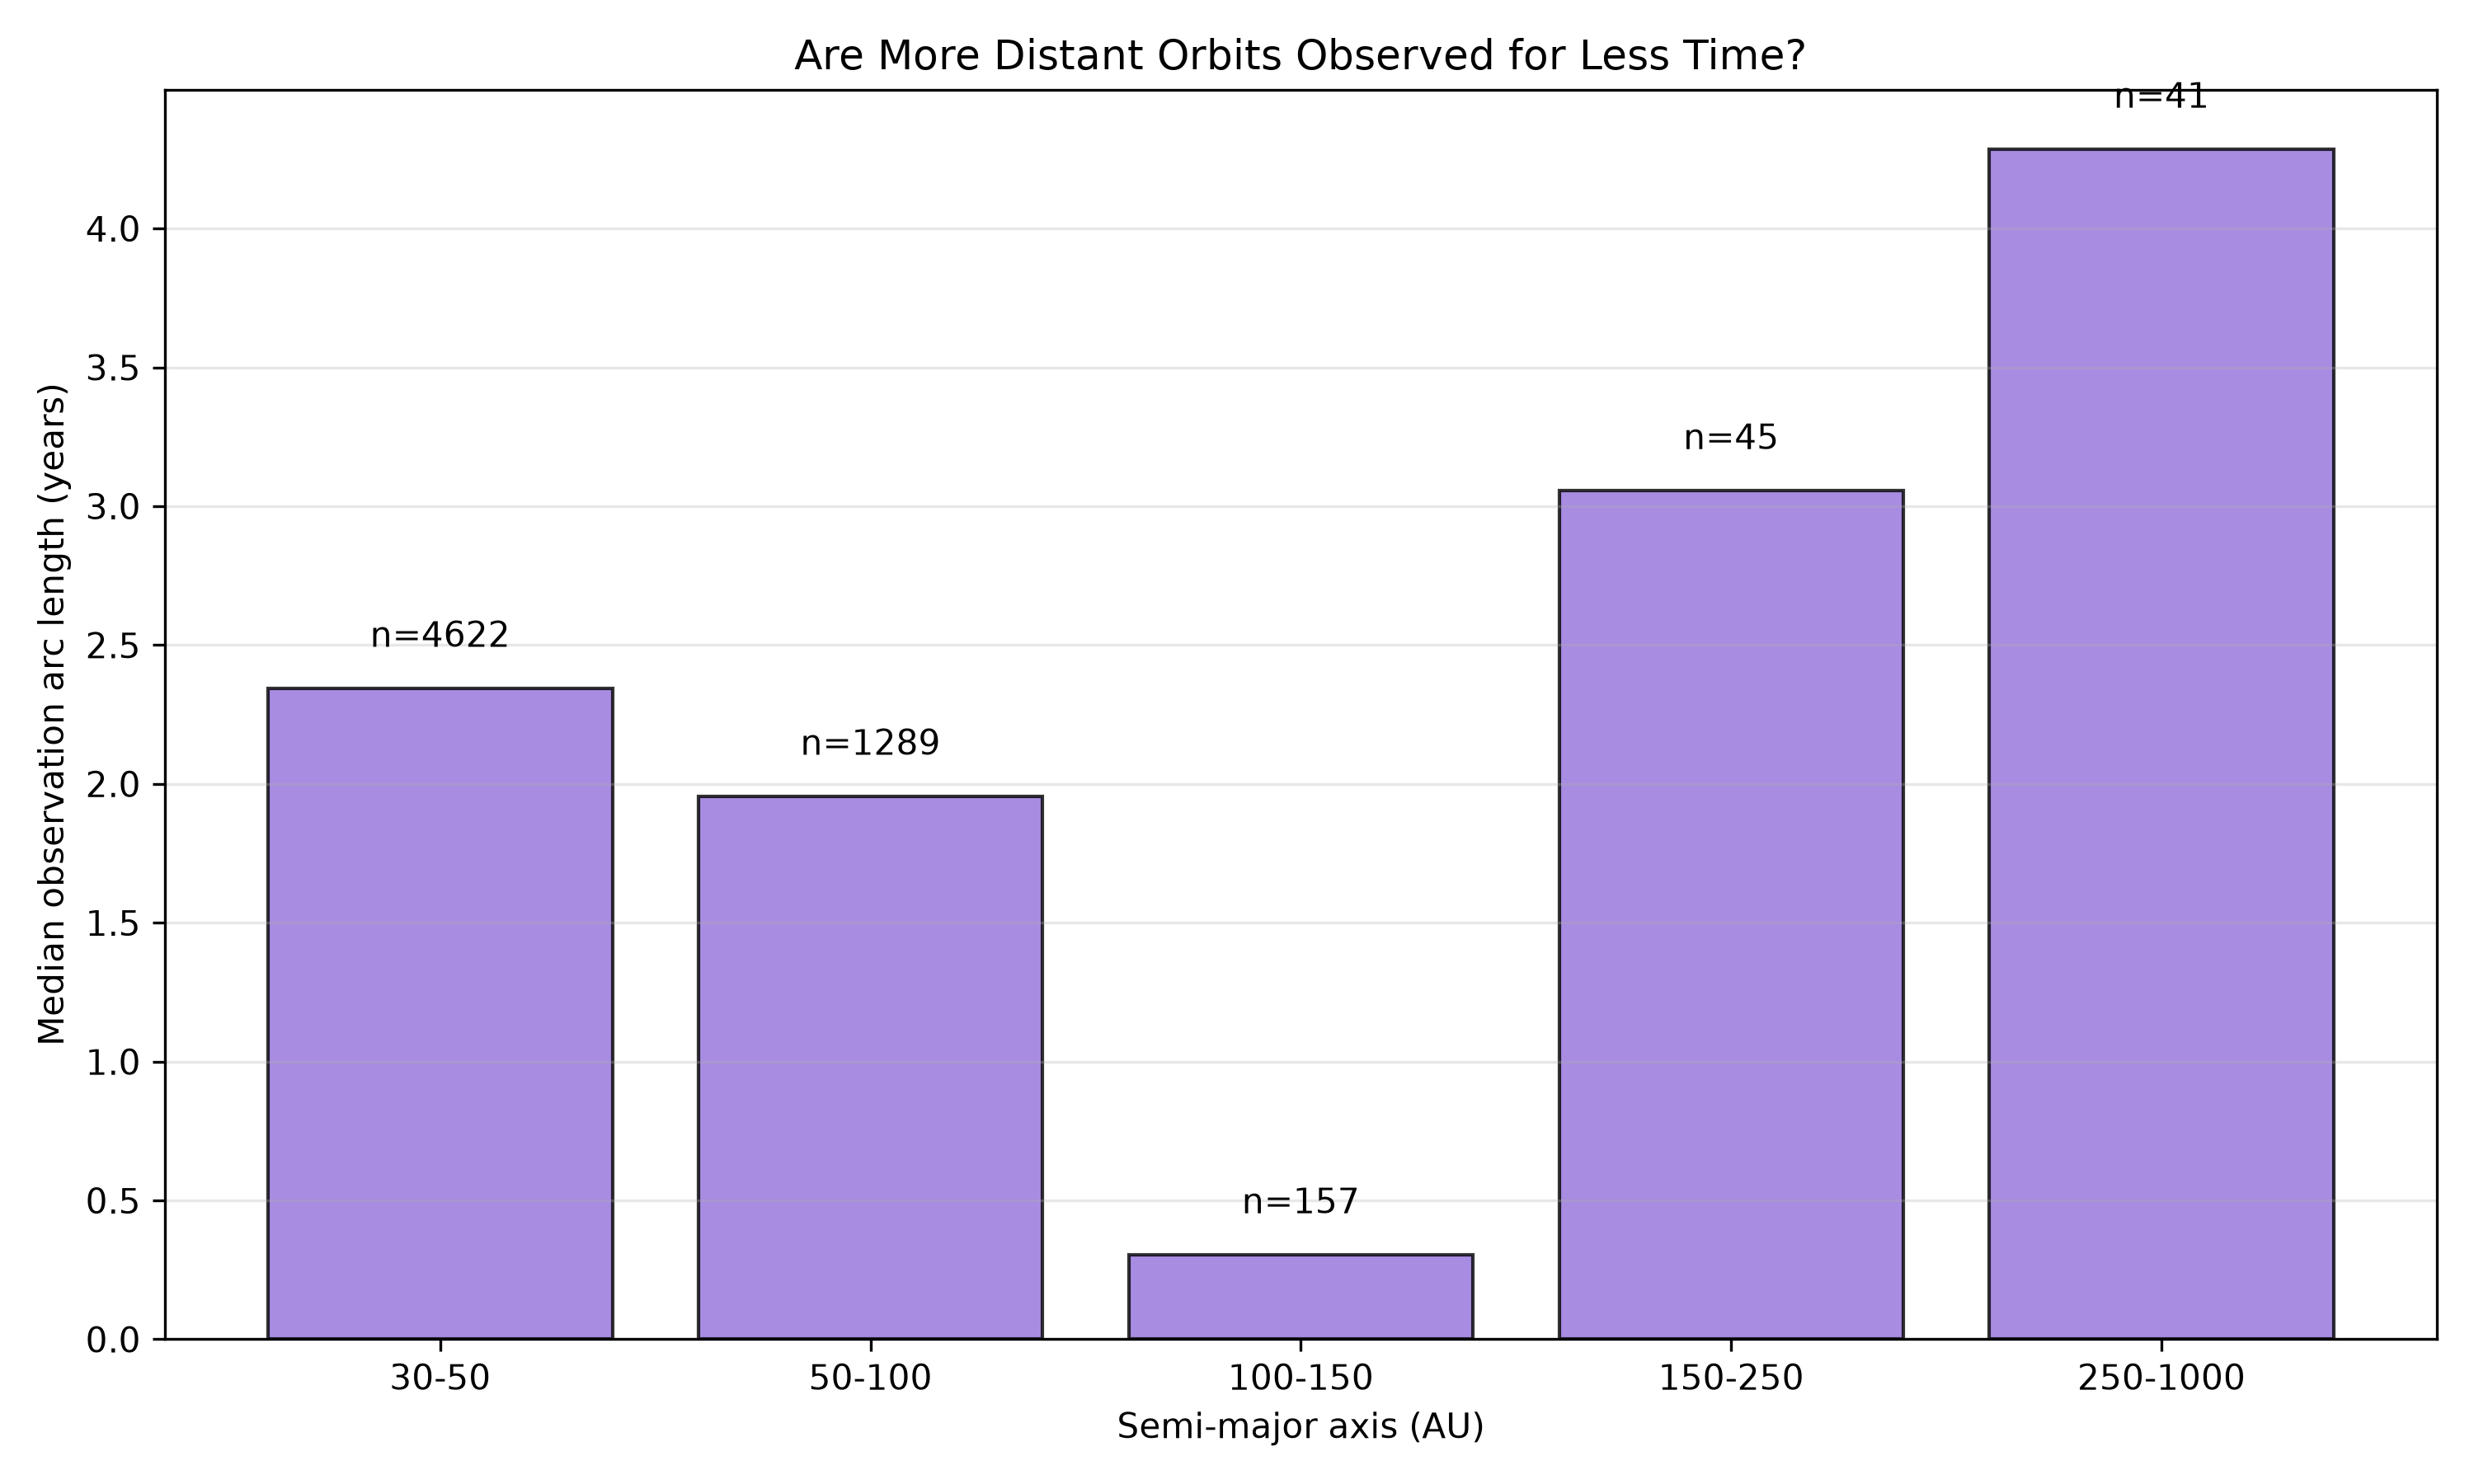 Are More Distant Orbits Observed for Less Time?
n=41
4.0
3.5
n=45
3.0
n=4622
2.5
n=1289
2.0
1.5
1.0
n=157
0.5
0.0
Median observation arc length (years)
30-50
50-100
100-150
150-250
250-1000
Semi-major axis (AU)